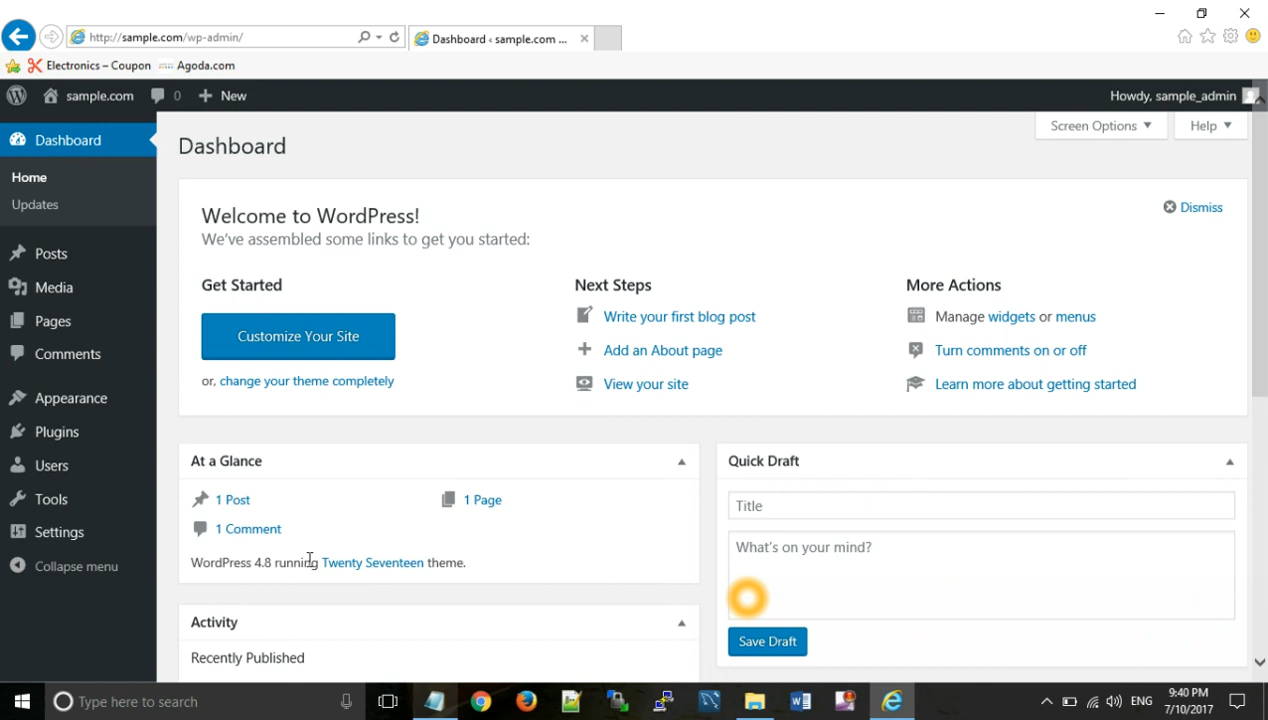 http://sample.com/wp-admin/
Dashboard ‹ sample.com ...
Electronics – Coupon
Agoda.com
sample.com
0
New
Howdy, sample_admin
Dashboard
Home
Updates
Posts
Media
Pages
Comments
Appearance
Plugins
Users
Tools
Settings
Collapse menu
Screen Options
Help
Dashboard
Welcome to WordPress!
Dismiss
We've assembled some links to get you started:
Get Started
Customize Your Site
or, change your theme completely
Next Steps
Write your first blog post
Add an About page
View your site
More Actions
Manage widgets or menus
Turn comments on or off
Learn more about getting started
At a Glance
1 Post
1 Page
1 Comment
WordPress 4.8 running Twenty Seventeen theme.
Activity
Recently Published
Quick Draft
Title
What's on your mind?
Save Draft
Type here to search
ENG
9:40 PM
7/10/2017